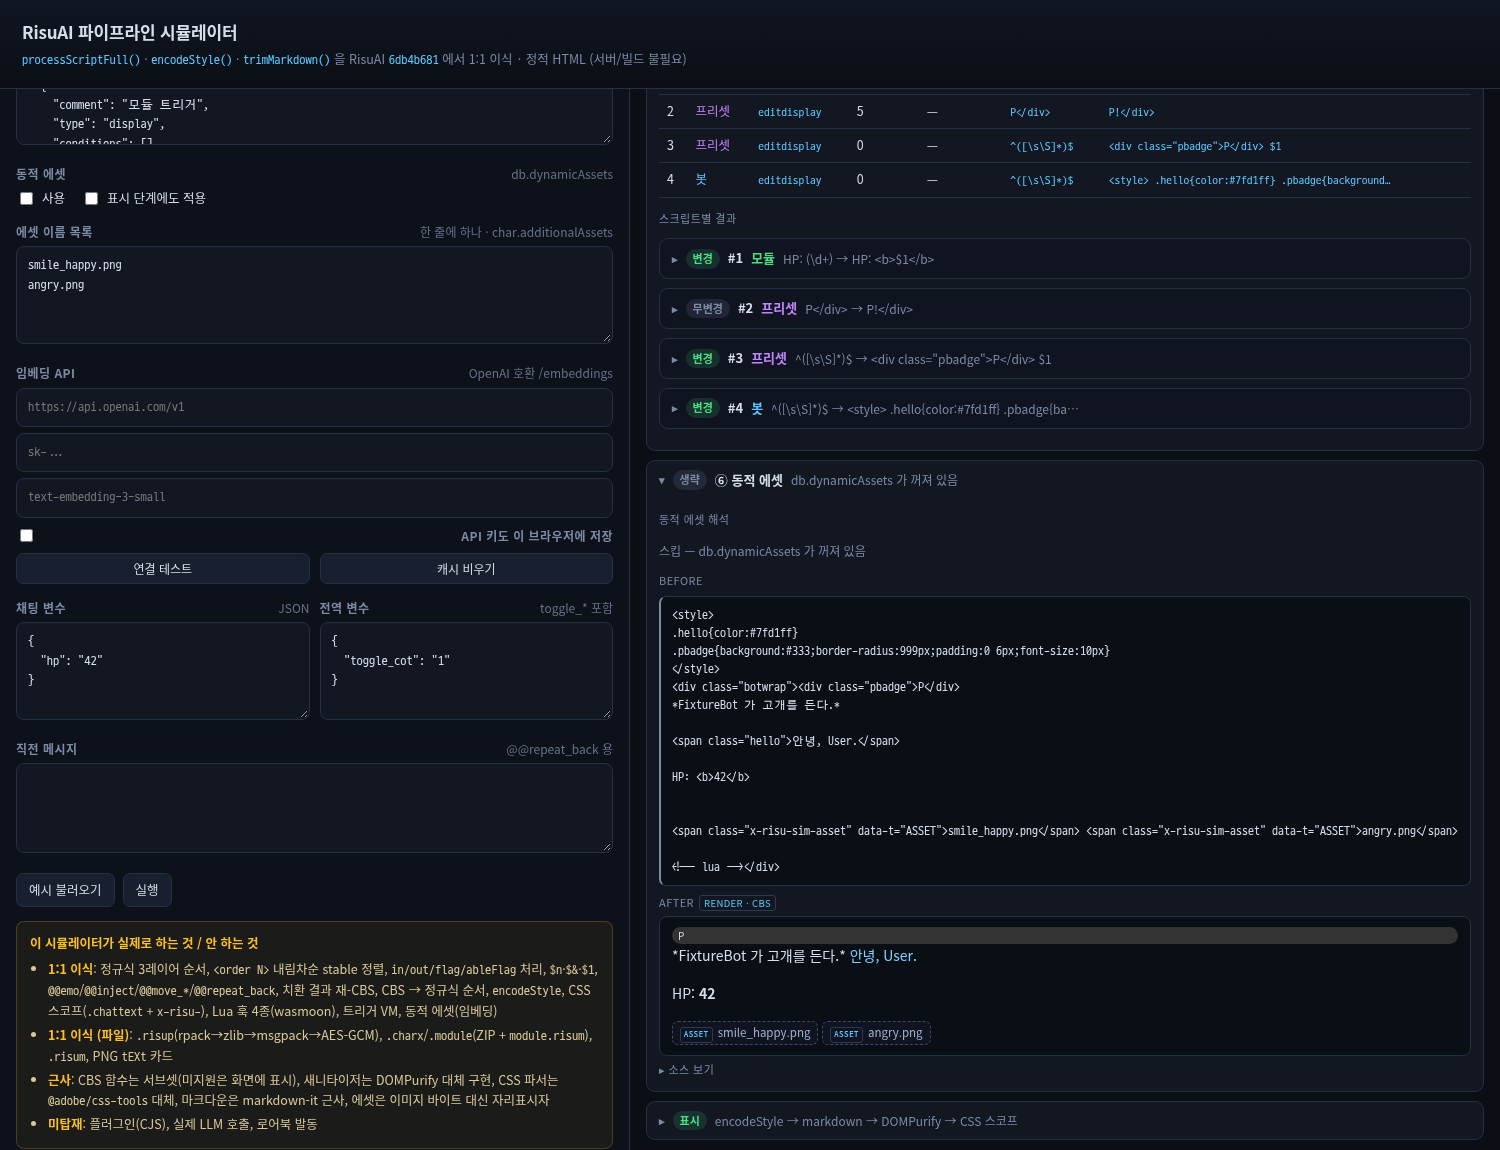 RisuAI 파이프라인 시뮬레이터
processScriptFull() · encodeStyle() · trimMarkdown() 을 RisuAI 6db4b681 에서 1:1 이식 · 정적 HTML (서버/빌드 불필요)
"comment": "모듈 트리거",
"type": "display",
"conditions": [],
동적 에셋 db.dynamicAssets
사용 표시 단계에도 적용
에셋 이름 목록 한 줄에 하나 · char.additionalAssets
smile_happy.png
angry.png
임베딩 API OpenAI 호환 /embeddings
https://api.openai.com/v1
sk-...
text-embedding-3-small
API 키도 이 브라우저에 저장
연결 테스트 캐시 비우기
채팅 변수 JSON 전역 변수 toggle_* 포함
{
"hp": "42"
}
{
"toggle_cot": "1"
}
직전 메시지 @@repeat_back 용
예시 불러오기 실행
이 시뮬레이터가 실제로 하는 것 / 안 하는 것
• 1:1 이식: 정규식 3레이어 순서, <order N> 내림차순 stable 정렬, in/out/flag/ableFlag 처리, $n·$&·$1,
@@emo/@@inject/@@move_*/@@repeat_back, 치환 결과 재-CBS, CBS → 정규식 순서, encodeStyle, CSS
스코프(.chattext + x-risu-), Lua 훅 4종(wasmoon), 트리거 VM, 동적 에셋(임베딩)
• 1:1 이식 (파일): .risup(rpack→zlib→msgpack→AES-GCM), .charx/.module(ZIP + module.risum),
.risum, PNG tEXt 카드
• 근사: CBS 함수는 서브셋(미지원은 화면에 표시), 새니타이저는 DOMPurify 대체 구현, CSS 파서는
@adobe/css-tools 대체, 마크다운은 markdown-it 근사, 에셋은 이미지 바이트 대신 자리표시자
• 미탑재: 플러그인(CJS), 실제 LLM 호출, 로어북 발동
2 프리셋 editdisplay 5 — P</div> P!</div>
3 프리셋 editdisplay 0 — ^([\s\S]*)$ <div class="pbadge">P</div> $1
4 봇 editdisplay 0 — ^([\s\S]*)$ <style> .hello{color:#7fd1ff} .pbadge{background…
스크립트별 결과
▸ 변경 #1 모듈 HP: (\d+) → HP: <b>$1</b>
▸ 무변경 #2 프리셋 P</div> → P!</div>
▸ 변경 #3 프리셋 ^([\s\S]*)$ → <div class="pbadge">P</div> $1
▸ 변경 #4 봇 ^([\s\S]*)$ → <style> .hello{color:#7fd1ff} .pbadge{ba…
▾ 생략 ⑥ 동적 에셋 db.dynamicAssets 가 꺼져 있음
동적 에셋 해석
스킵 — db.dynamicAssets 가 꺼져 있음
BEFORE
<style>
.hello{color:#7fd1ff}
.pbadge{background:#333;border-radius:999px;padding:0 6px;font-size:10px}
</style>
<div class="botwrap"><div class="pbadge">P</div>
*FixtureBot 가 고개를 든다.*
<span class="hello">안녕, User.</span>
HP: <b>42</b>
<span class="x-risu-sim-asset" data-t="ASSET">smile_happy.png</span> <span class="x-risu-sim-asset" data-t="ASSET">angry.png</span>
<!-- lua --></div>
AFTER RENDER · CBS
P
*FixtureBot 가 고개를 든다.* 안녕, User.
HP: 42
ASSET smile_happy.png ASSET angry.png
▸ 소스 보기
▸ 표시 encodeStyle → markdown → DOMPurify → CSS 스코프